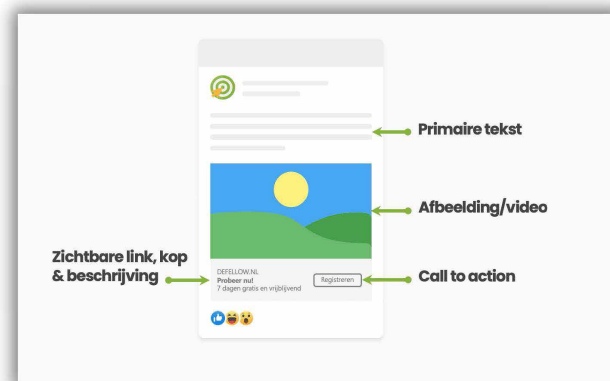 Primaire tekst
Afbeelding/video
Zichtbare link, kop
& beschrijving
DEFELLOW.NL
Probeer nu!
7 dagen gratis en vrijblijvend
Registreren
Call to action